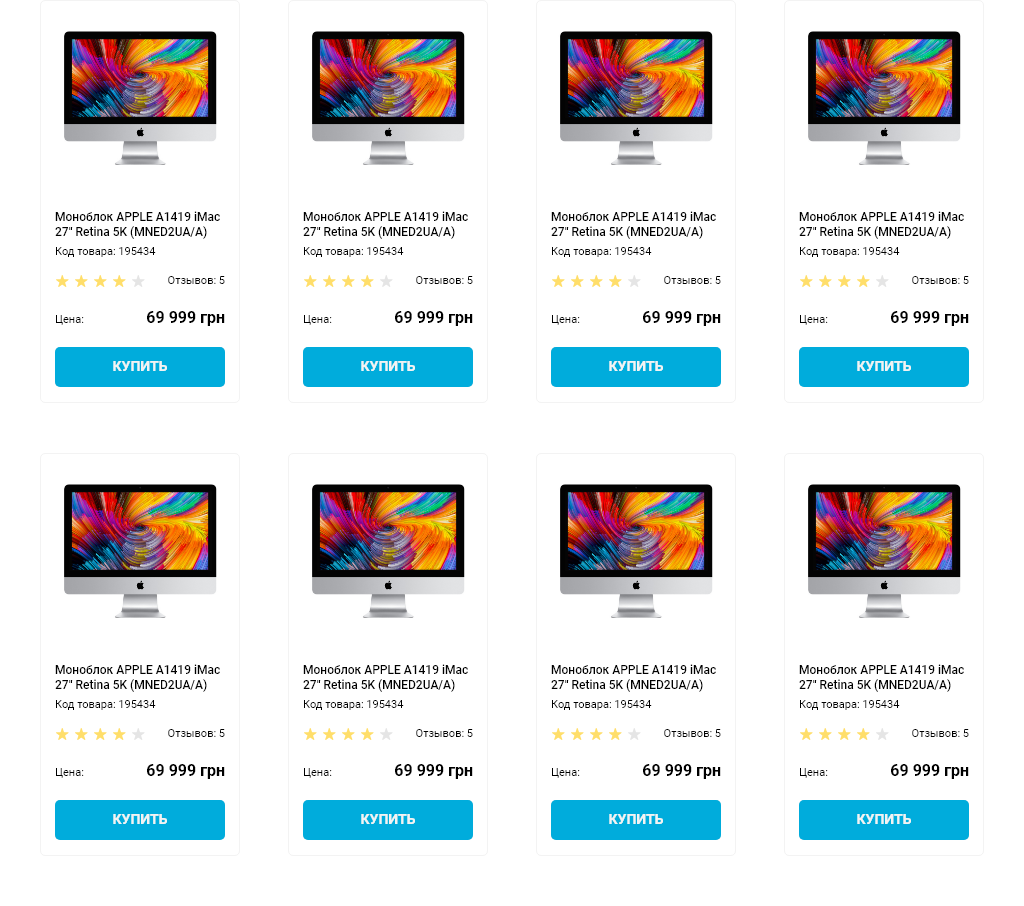 Моноблок APPLE A1419 iMac
27" Retina 5K (MNED2UA/A)
Код товара: 195434
Отзывов: 5
Цена: 69 999 грн
КУПИТЬ
Моноблок APPLE A1419 iMac
27" Retina 5K (MNED2UA/A)
Код товара: 195434
Отзывов: 5
Цена: 69 999 грн
КУПИТЬ
Моноблок APPLE A1419 iMac
27" Retina 5K (MNED2UA/A)
Код товара: 195434
Отзывов: 5
Цена: 69 999 грн
КУПИТЬ
Моноблок APPLE A1419 iMac
27" Retina 5K (MNED2UA/A)
Код товара: 195434
Отзывов: 5
Цена: 69 999 грн
КУПИТЬ
Моноблок APPLE A1419 iMac
27" Retina 5K (MNED2UA/A)
Код товара: 195434
Отзывов: 5
Цена: 69 999 грн
КУПИТЬ
Моноблок APPLE A1419 iMac
27" Retina 5K (MNED2UA/A)
Код товара: 195434
Отзывов: 5
Цена: 69 999 грн
КУПИТЬ
Моноблок APPLE A1419 iMac
27" Retina 5K (MNED2UA/A)
Код товара: 195434
Отзывов: 5
Цена: 69 999 грн
КУПИТЬ
Моноблок APPLE A1419 iMac
27" Retina 5K (MNED2UA/A)
Код товара: 195434
Отзывов: 5
Цена: 69 999 грн
КУПИТЬ